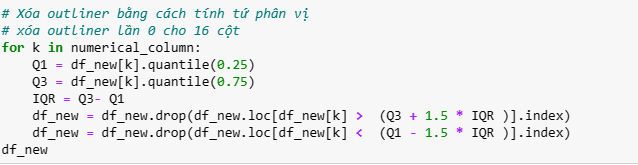 # Xóa outliner bằng cách tính tứ phân vị
# xóa outliner lần 0 cho 16 cột
for k in numerical_column:
    Q1 = df_new[k].quantile(0.25)
    Q3 = df_new[k].quantile(0.75)
    IQR = Q3- Q1
    df_new = df_new.drop(df_new.loc[df_new[k] >  (Q3 + 1.5 * IQR )].index)
    df_new = df_new.drop(df_new.loc[df_new[k] <  (Q1 - 1.5 * IQR )].index)
df_new